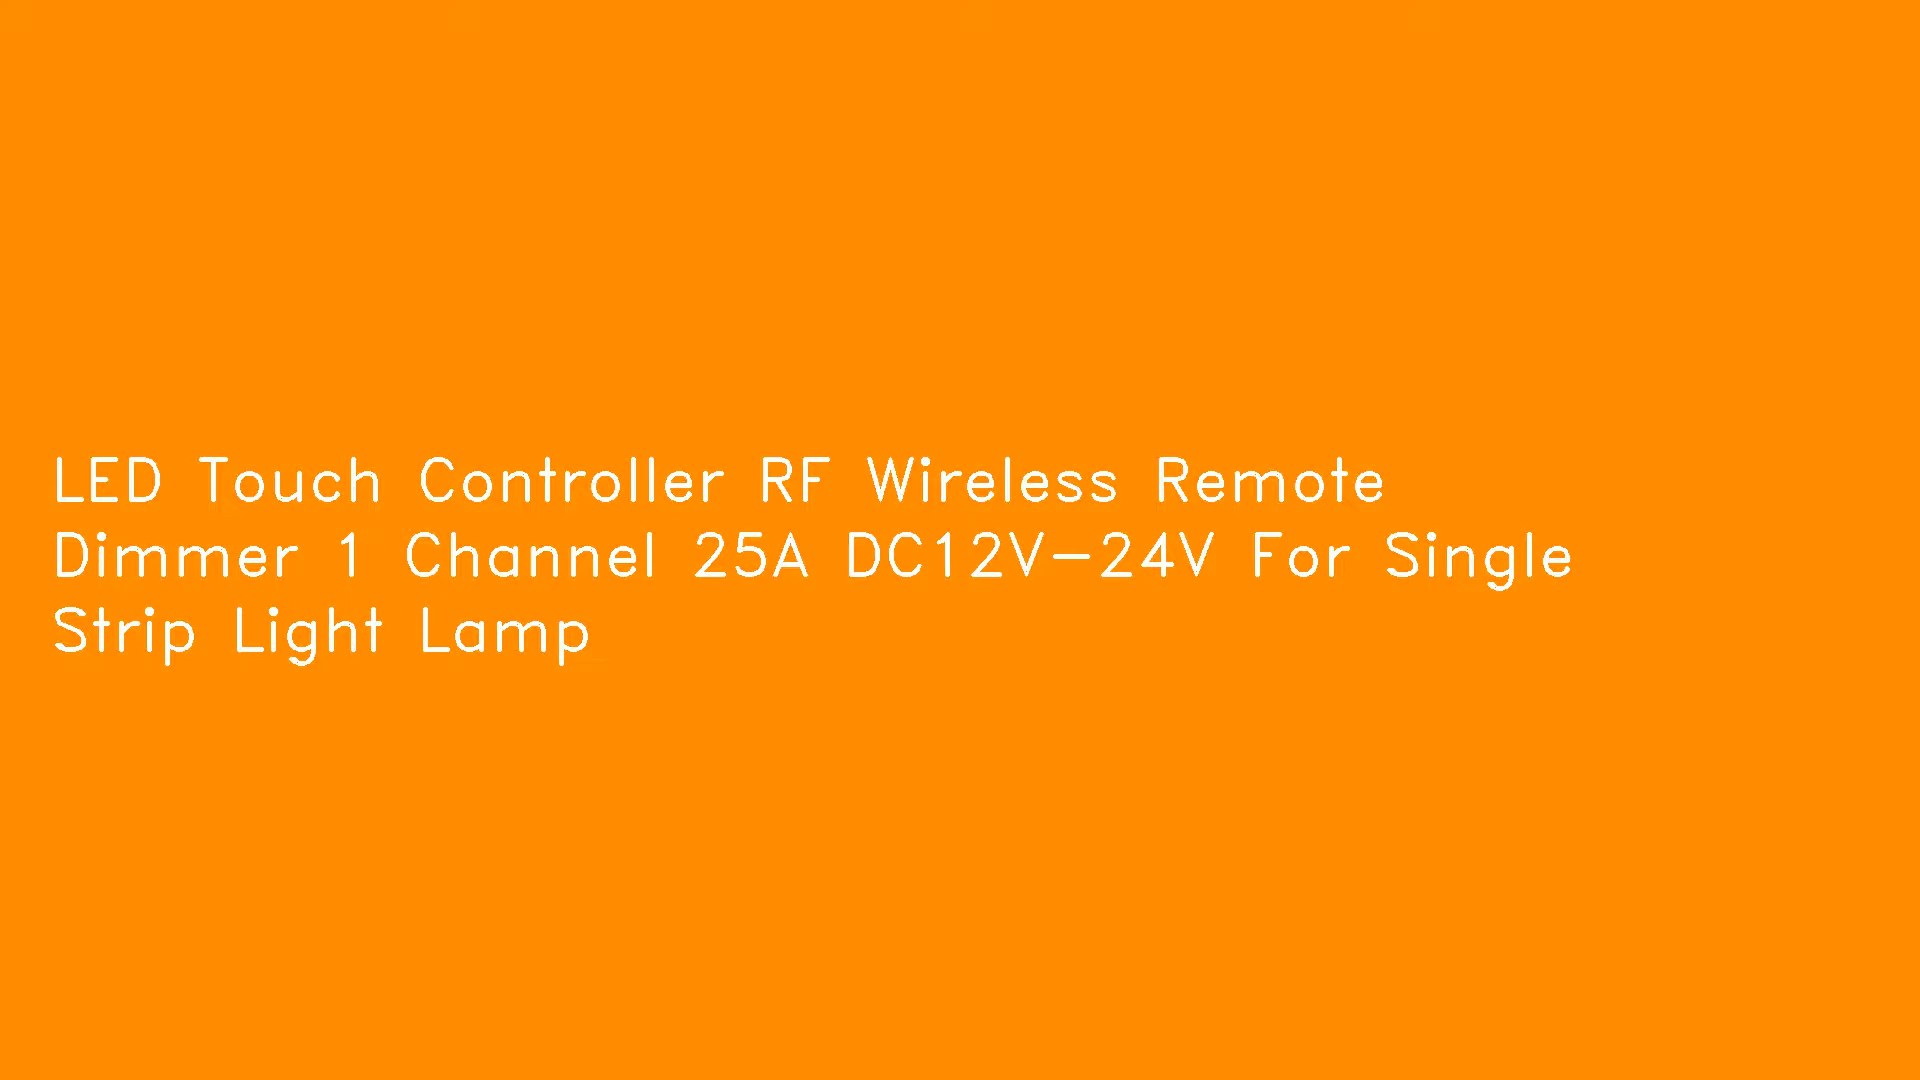 LED Touch Controller RF Wireless Remote
Dimmer 1 Channel 25A DC12V-24V For Single
Strip Light Lamp